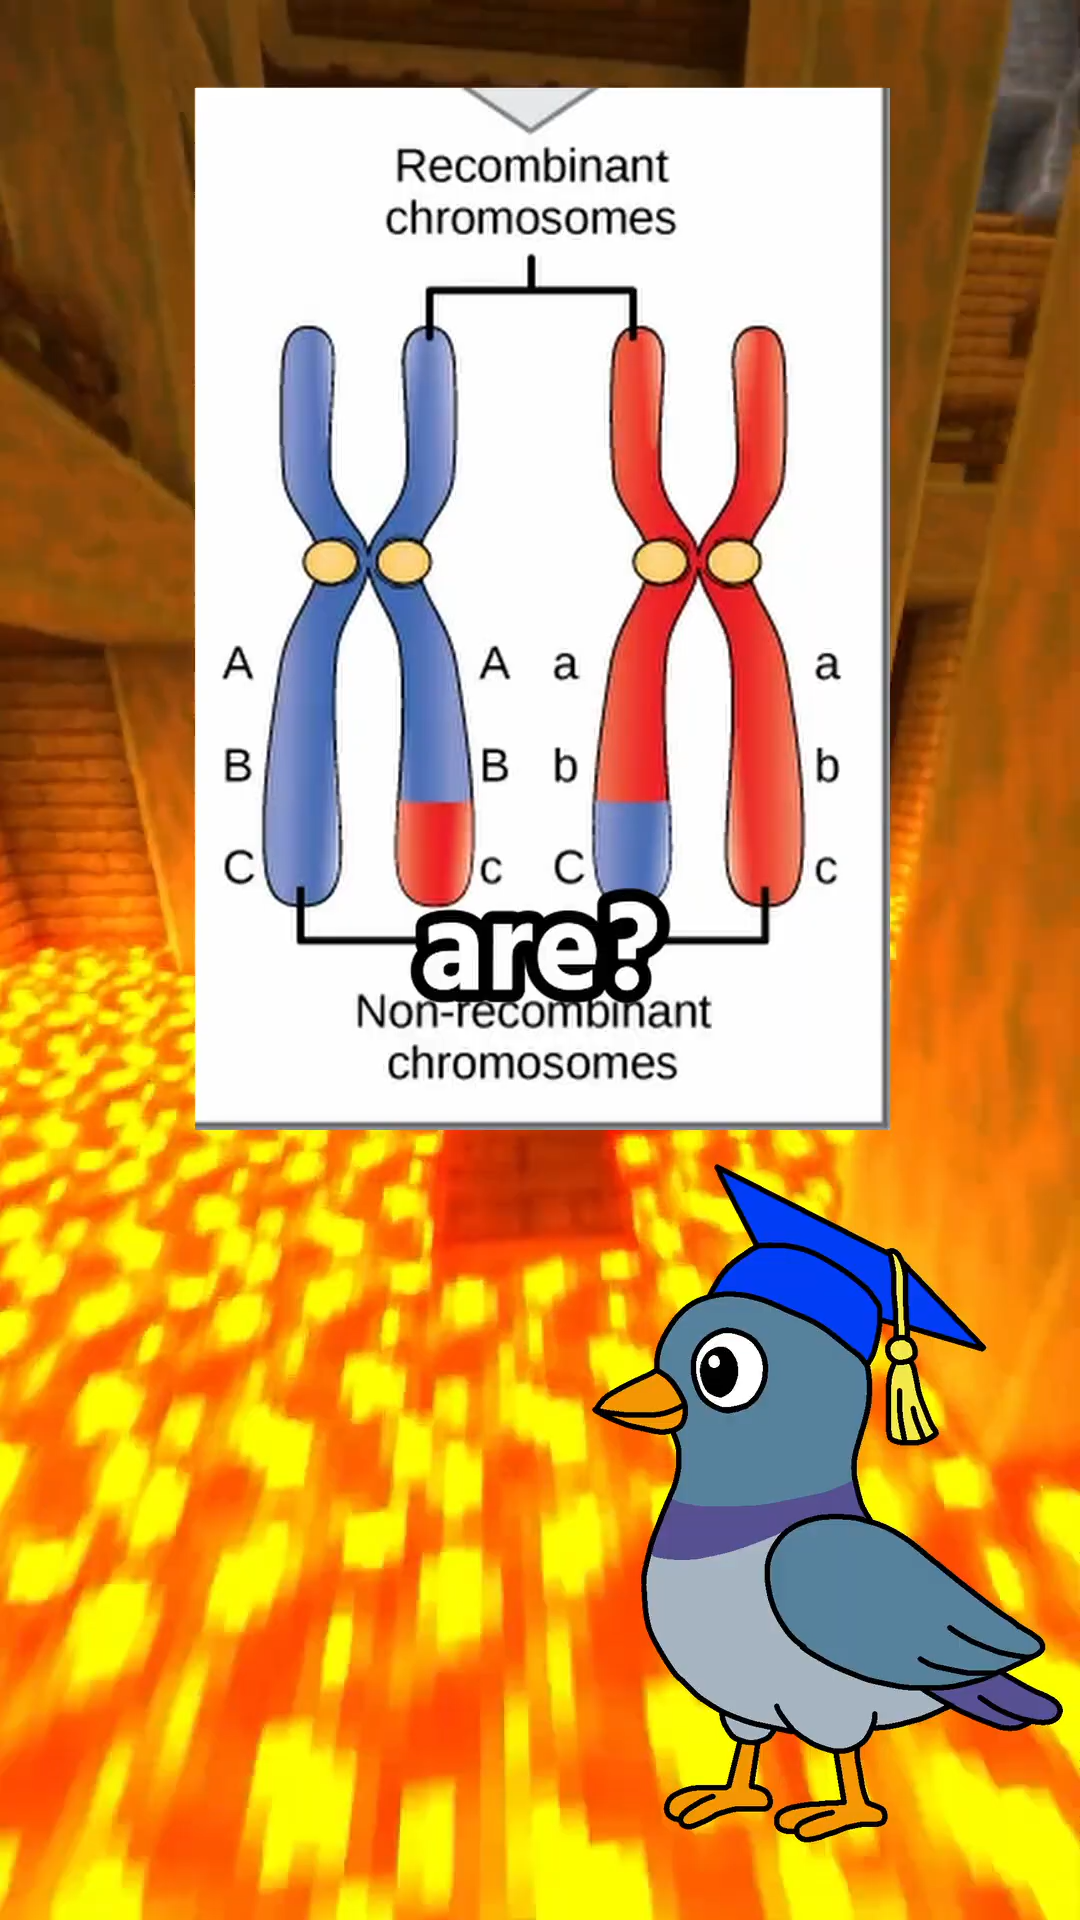 Recombinant
chromosomes
A A a a
B B b b
C c C c
are?
Non-recombinant
chromosomes